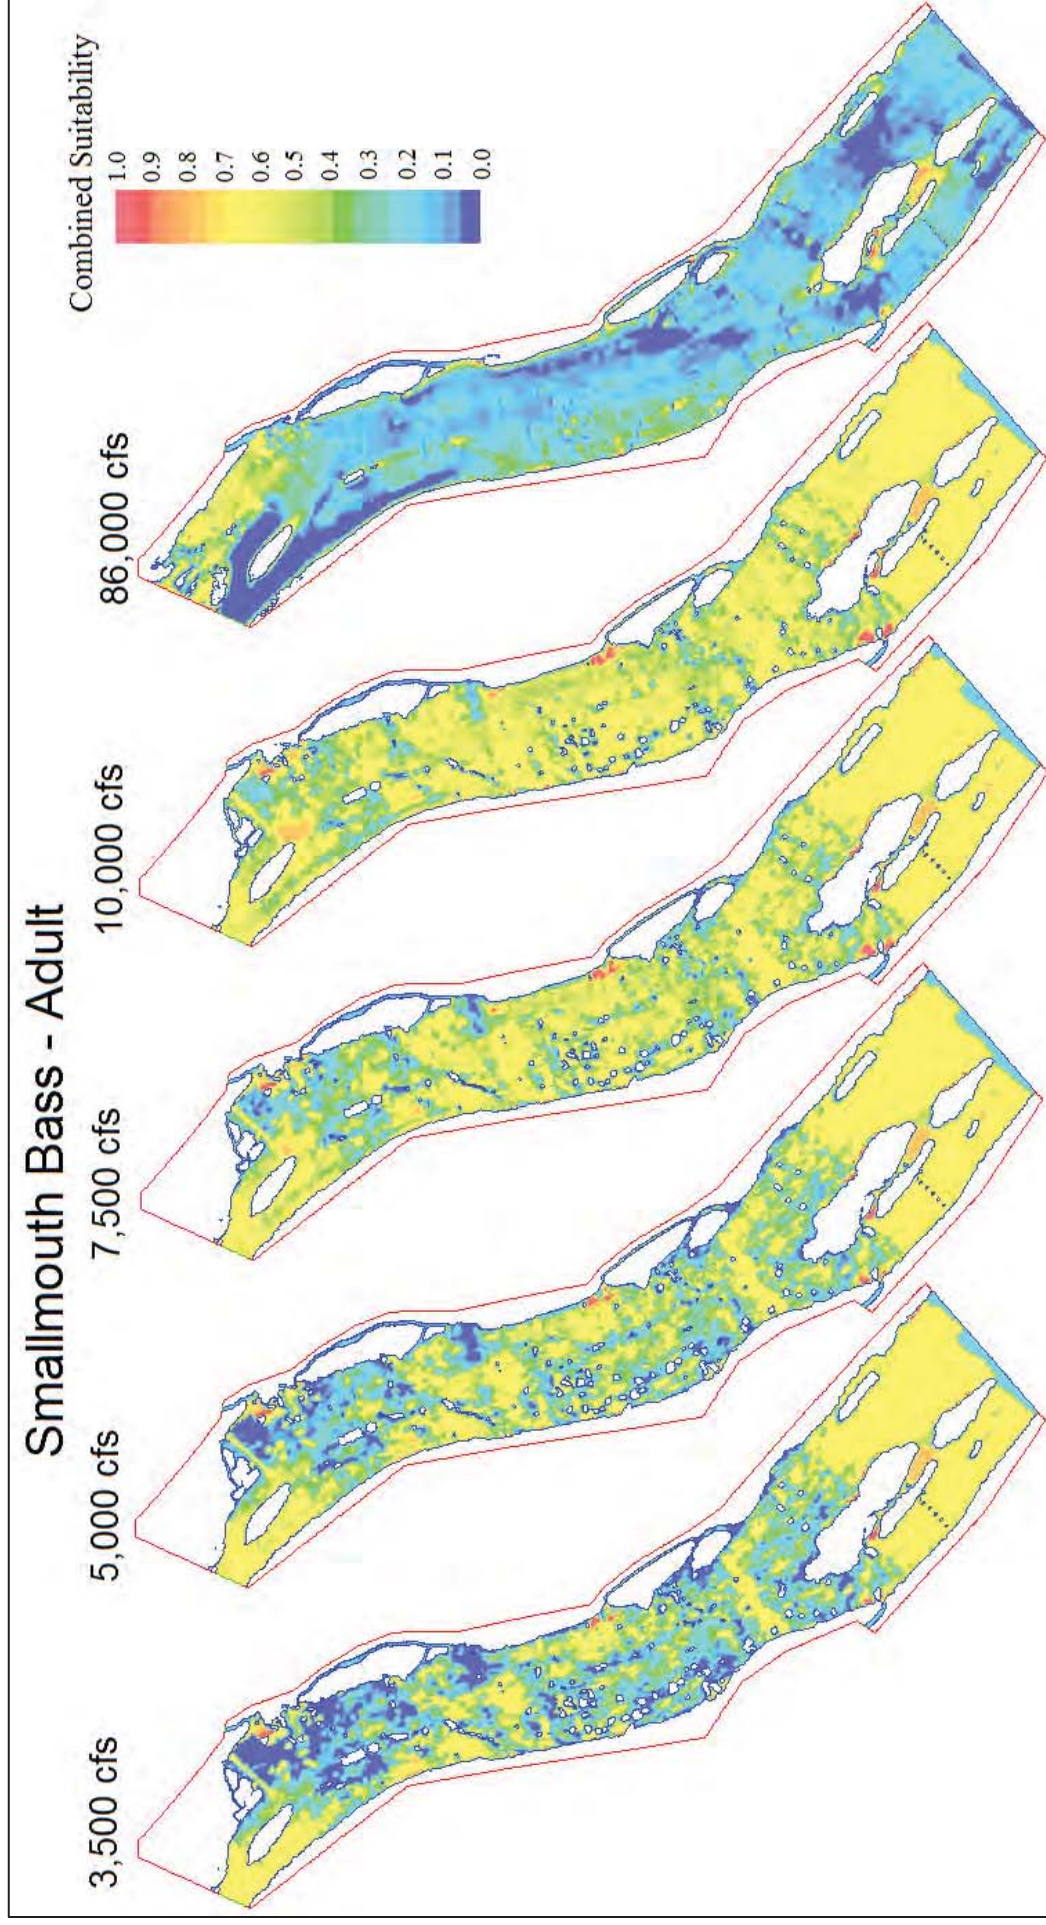 Smallmouth Bass - Adult
3,500 cfs
5,000 cfs
7,500 cfs
10,000 cfs
86,000 cfs
Combined Suitability
1.0
0.9
0.8
0.7
0.6
0.5
0.4
0.3
0.2
0.1
0.0